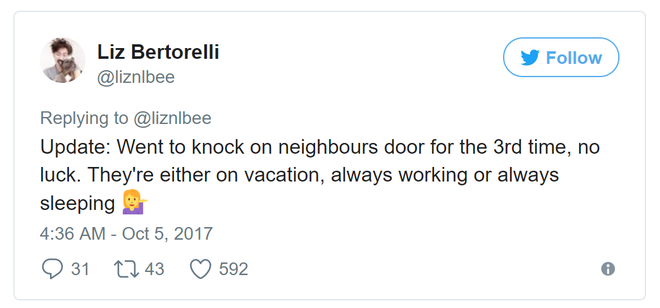 Liz Bertorelli
@liznlbee
Follow
Replying to @liznlbee
Update: Went to knock on neighbours door for the 3rd time, no
luck. They're either on vacation, always working or always
sleeping 💁
4:36 AM - Oct 5, 2017
31 43 592